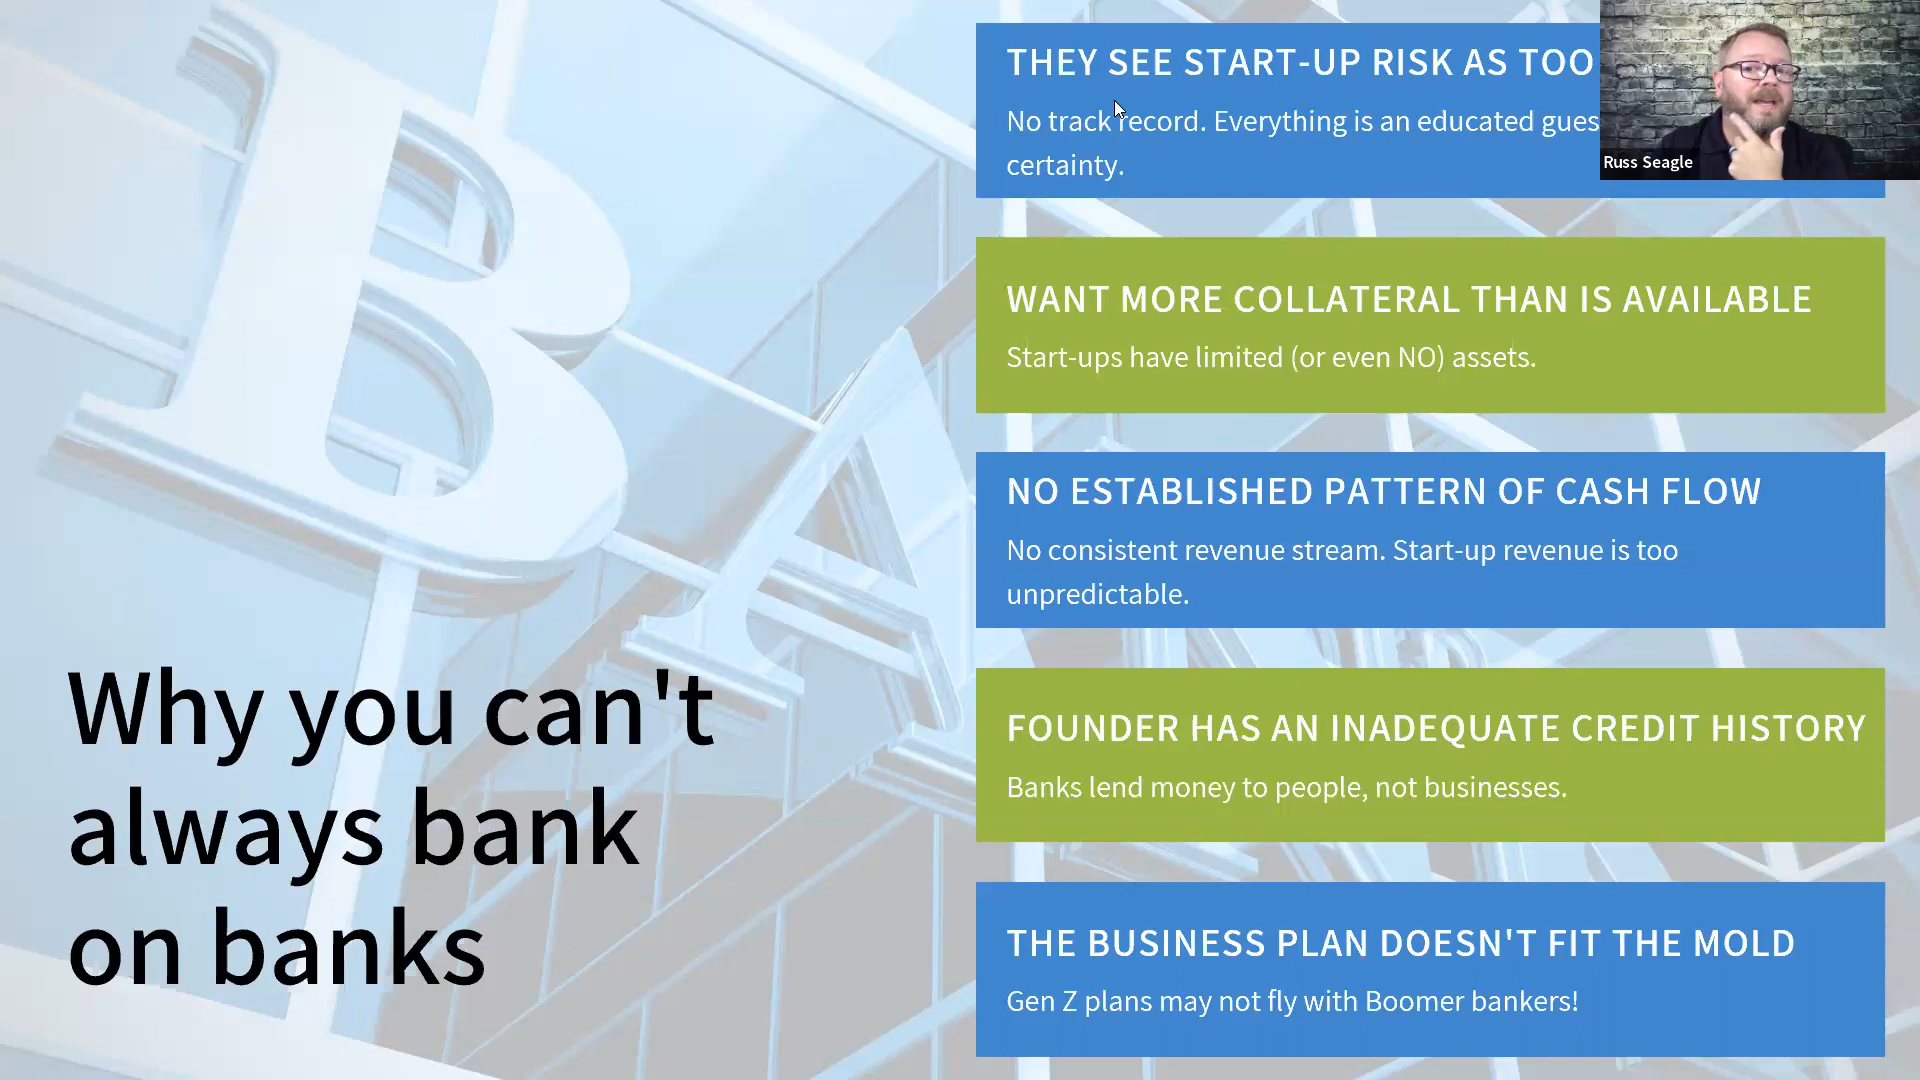 THEY SEE START-UP RISK AS TOO
No track record. Everything is an educated
certainty.
Russ Seagle
WANT MORE COLLATERAL THAN IS AVAILABLE
Start-ups have limited (or even NO) assets.
NO ESTABLISHED PATTERN OF CASH FLOW
No consistent revenue stream. Start-up revenue is too
unpredictable.
FOUNDER HAS AN INADEQUATE CREDIT HISTORY
Banks lend money to people, not businesses.
THE BUSINESS PLAN DOESN'T FIT THE MOLD
Gen Z plans may not fly with Boomer bankers!
Why you can't
always bank
on banks
BA